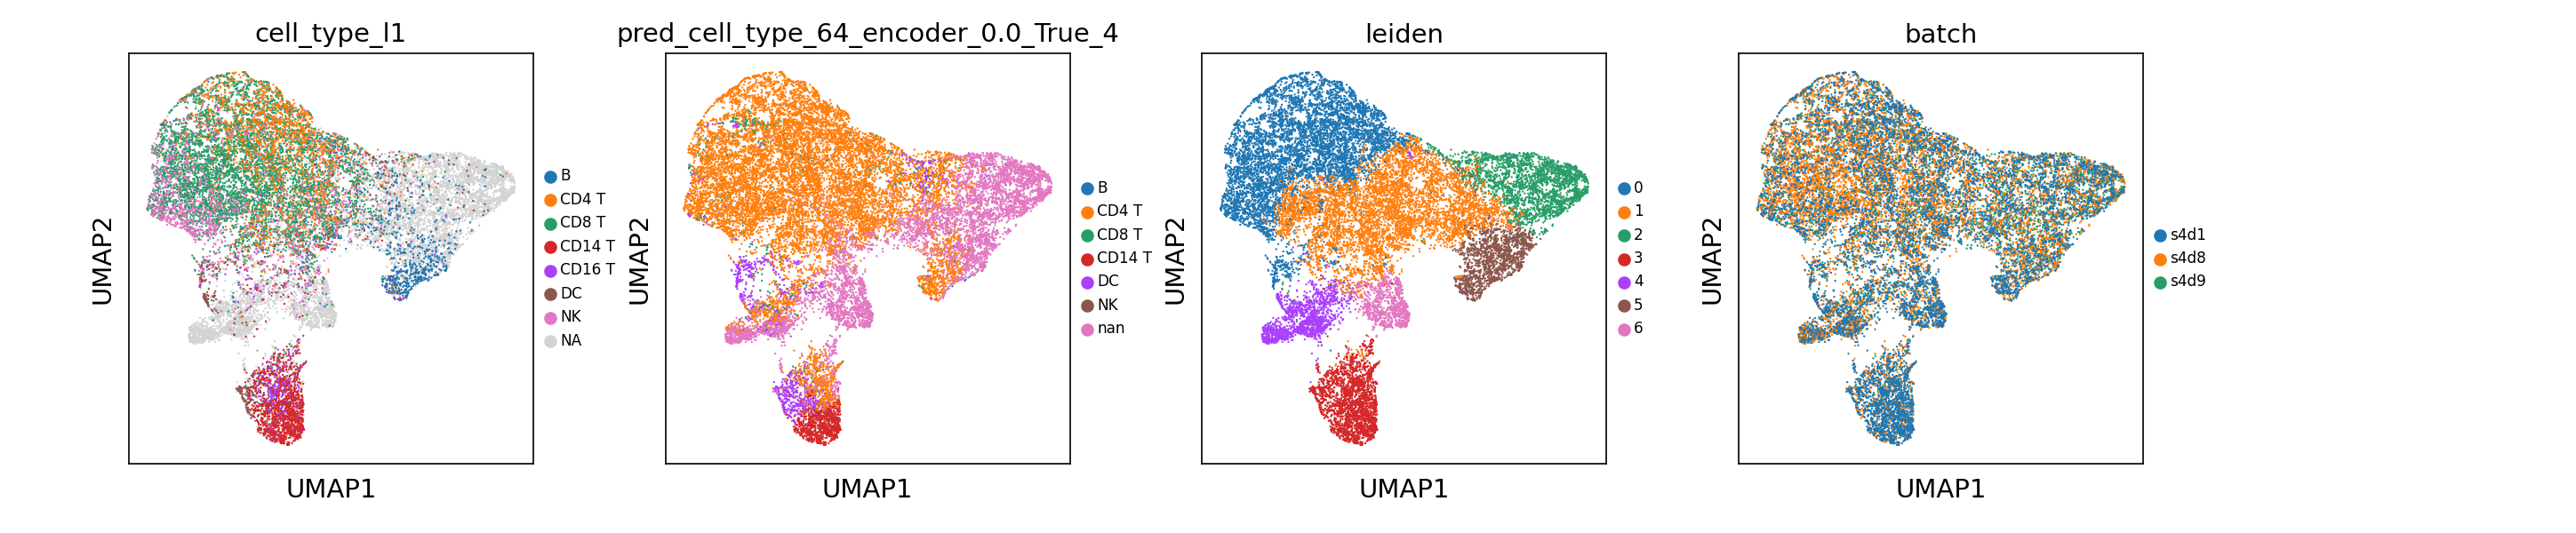 cell_type_l1
UMAP2
UMAP1
B
CD4 T
CD8 T
CD14 T
CD16 T
DC
NK
NA
pred_cell_type_64_encoder_0.0_True_4
UMAP2
UMAP1
B
CD4 T
CD8 T
CD14 T
DC
NK
nan
leiden
UMAP2
UMAP1
0
1
2
3
4
5
6
batch
UMAP2
UMAP1
s4d1
s4d8
s4d9